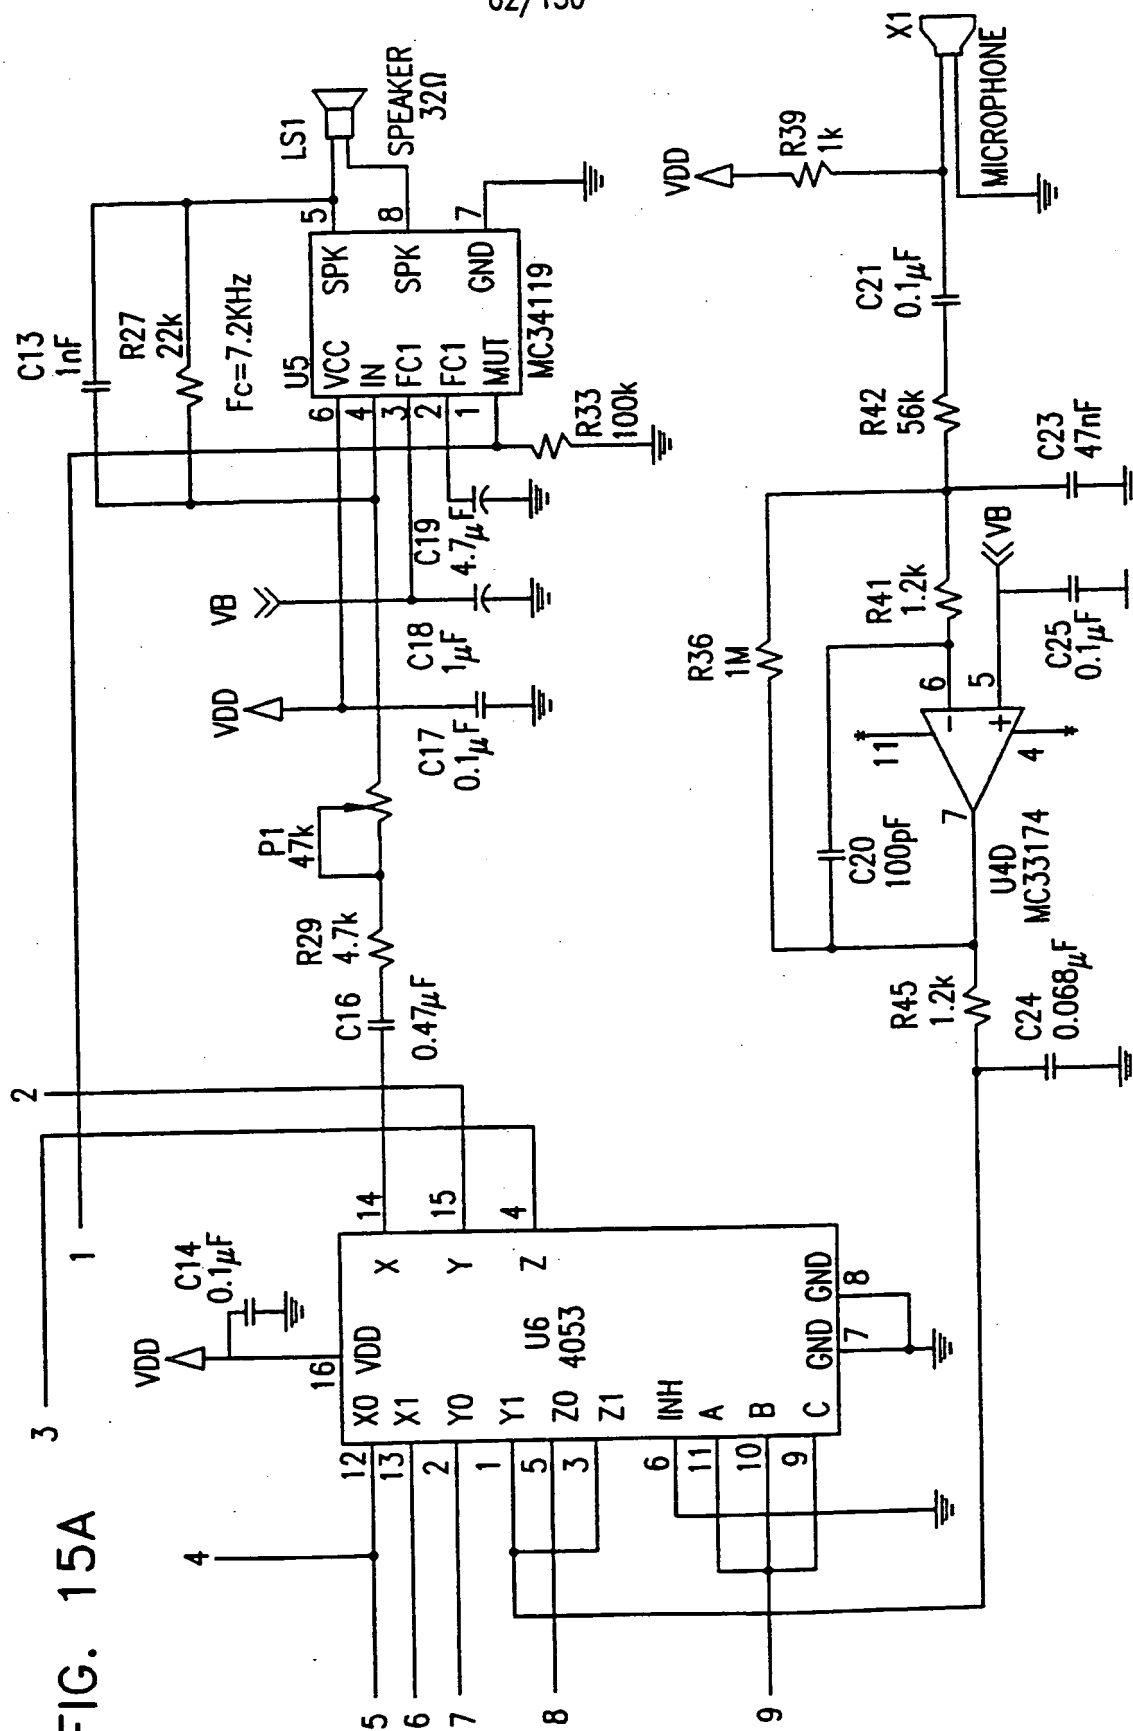 62/130
FIG. 15A
3
1
2
4
5
6
7
8
9
VDD
C14
0.1µF
16
VDD
12
X0
13
X1
2
Y0
1
Y1
5
Z0
3
Z1
6
INH
11
A
10
B
9
C
U6
4053
X
14
Y
15
Z
4
GND
7
GND
8
C16
0.47µF
R29
4.7k
P1
47k
VDD
C17
0.1µF
VB
C18
1µF
C19
4.7µF
C13
1nF
R27
22k
Fc=7.2KHz
U5
6
VCC
4
IN
3
FC1
2
FC1
1
MUT
SPK
5
SPK
8
GND
7
MC34119
R33
100k
LS1
SPEAKER
32Ω
VDD
R39
1k
X1
MICROPHONE
C21
0.1µF
R42
56k
C23
47nF
R41
1.2k
VB
C25
0.1µF
R36
1M
6
5
11
4
*
*
−
+
7
C20
100pF
U4D
MC33174
R45
1.2k
C24
0.068µF